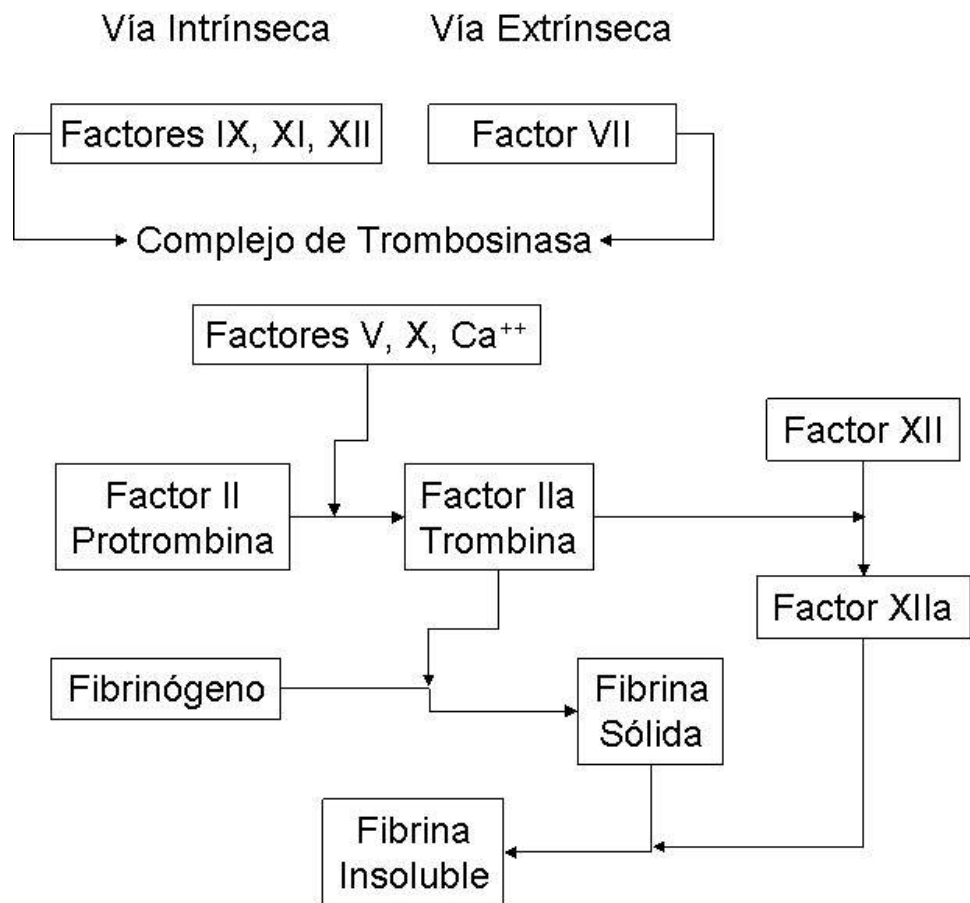 Vía Intrínseca
Vía Extrínseca
Factores IX, XI, XII
Factor VII
Complejo de Trombosinasa
Factores V, X, Ca⁺⁺
Factor XII
Factor II
Protrombina
Factor IIa
Trombina
Factor XIIa
Fibrinógeno
Fibrina
Sólida
Fibrina
Insoluble